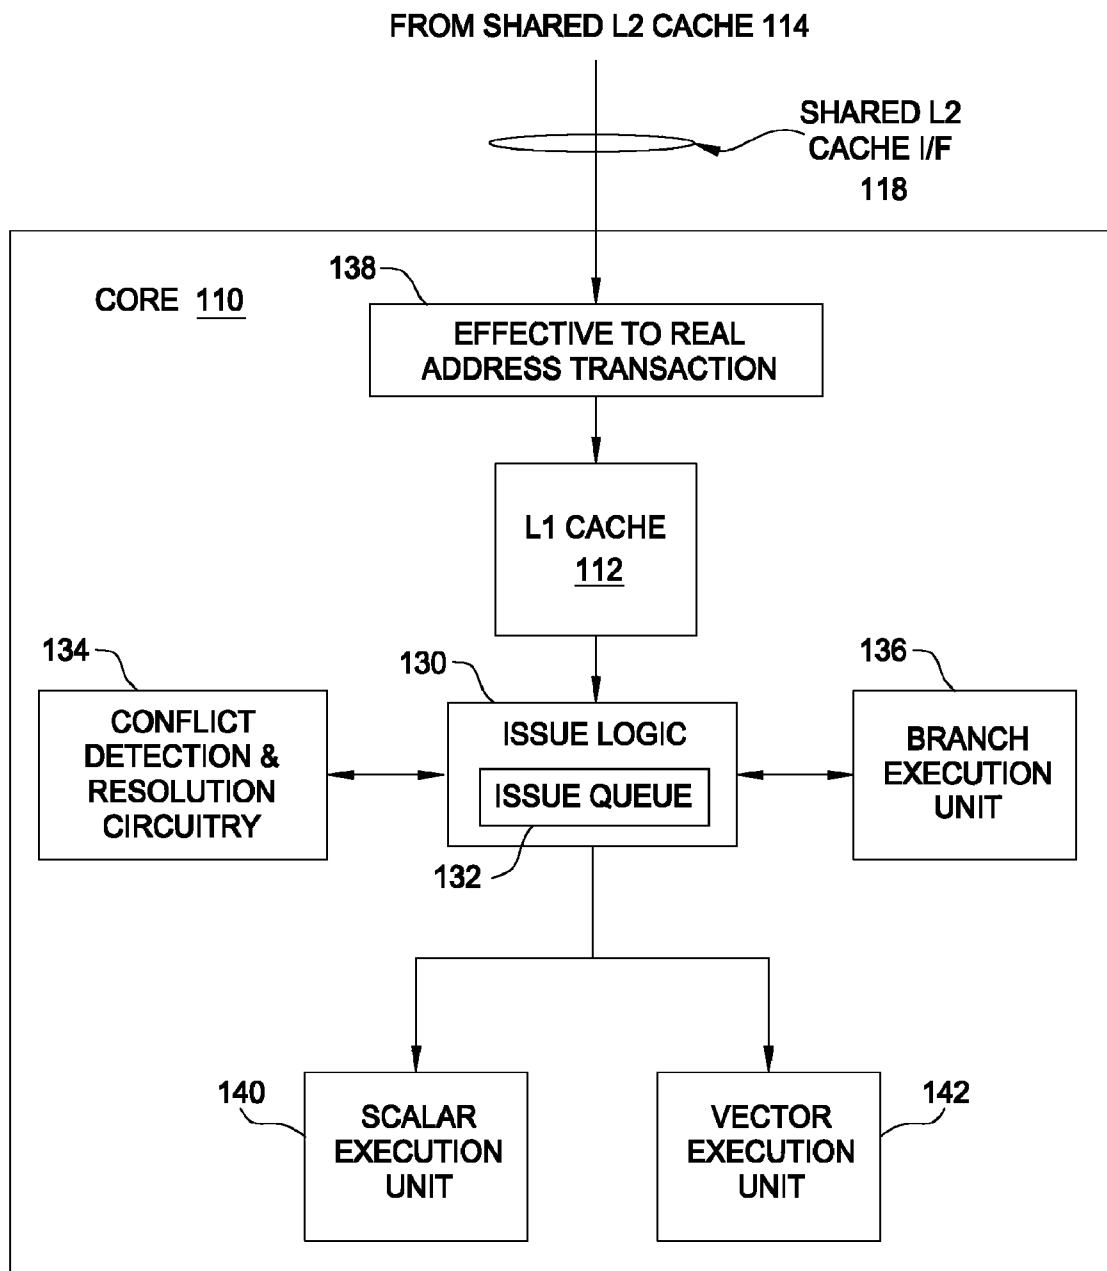 FROM SHARED L2 CACHE 114
SHARED L2
CACHE I/F
118
138
CORE 110
EFFECTIVE TO REAL
ADDRESS TRANSACTION
L1 CACHE
112
134
130
136
CONFLICT
DETECTION &
RESOLUTION
CIRCUITRY
ISSUE LOGIC
ISSUE QUEUE
BRANCH
EXECUTION
UNIT
132
140
SCALAR
EXECUTION
UNIT
VECTOR
EXECUTION
UNIT
142